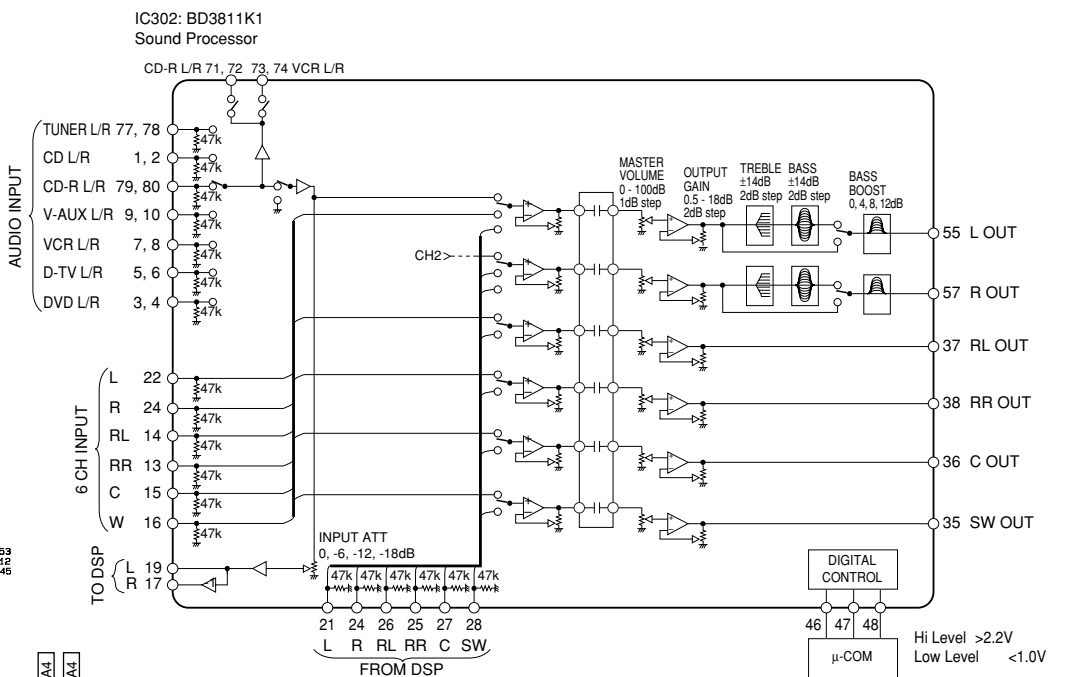 IC302: BD3811K1
Sound Processor
CD-R L/R 71, 72 73, 74 VCR L/R
AUDIO INPUT
TUNER L/R 77, 78
47k
CD L/R 1, 2
47k
CD-R L/R 79, 80
47k
V-AUX L/R 9, 10
47k
VCR L/R 7, 8
47k
D-TV L/R 5, 6
47k
DVD L/R 3, 4
47k
CH2>
MASTER
VOLUME
0 - 100dB
1dB step
OUTPUT
GAIN
0.5 - 18dB
2dB step
TREBLE
±14dB
2dB step
BASS
±14dB
2dB step
BASS
BOOST
0, 4, 8, 12dB
55 L OUT
57 R OUT
37 RL OUT
38 RR OUT
36 C OUT
35 SW OUT
6 CH INPUT
L 22
47k
R 24
47k
RL 14
47k
RR 13
47k
C 15
47k
W 16
47k
TO DSP
L 19
R 17
INPUT ATT
0, -6, -12, -18dB
47k 47k 47k 47k 47k 47k
21 24 26 25 27 28
L R RL RR C SW
FROM DSP
DIGITAL
CONTROL
46 47 48
µ-COM
Hi Level >2.2V
Low Level <1.0V
53
12
45
A4
A4